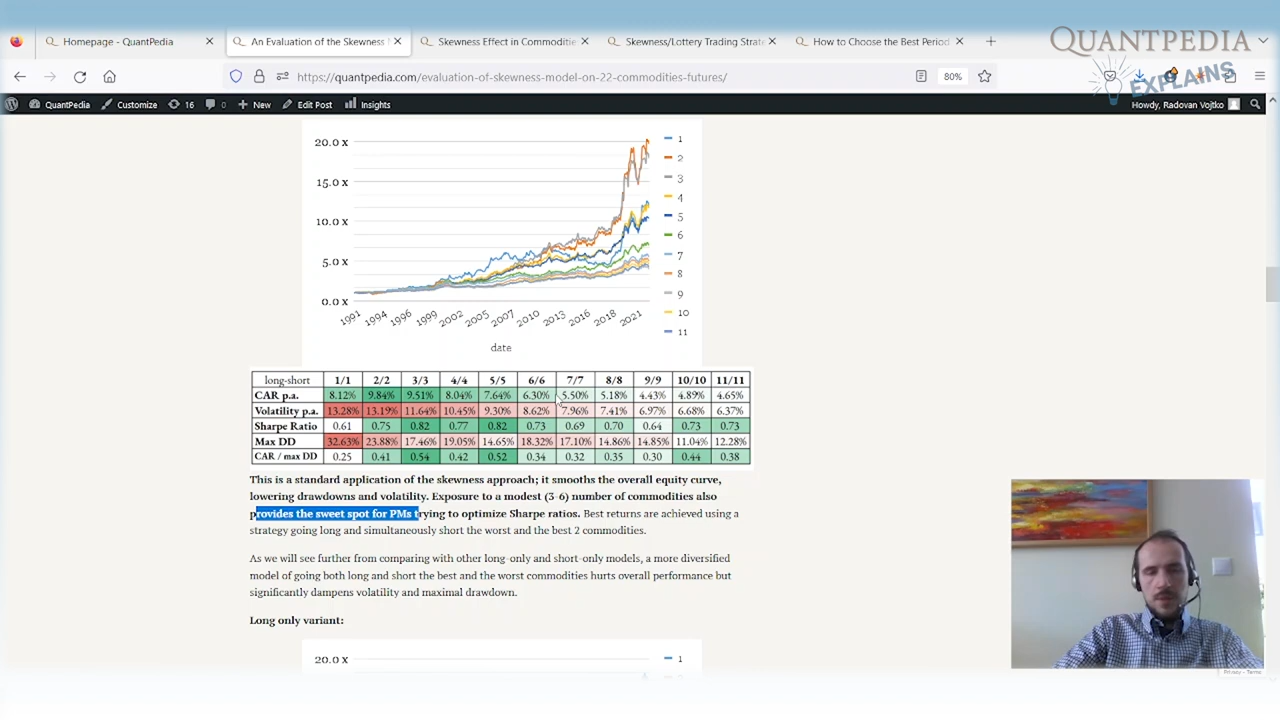 Homepage - QuantPedia
An Evaluation of the Skewness
Skewness Effect in Commoditie
Skewness/Lottery Trading Strate
How to Choose the Best Period
QUANTPEDIA
EXPLAINS
https://quantpedia.com/evaluation-of-skewness-model-on-22-commodities-futures/
80%
QuantPedia Customize 16 0 New Edit Post Insights
Howdy, Radovan Vojtko
20.0 x
15.0 x
10.0 x
5.0 x
0.0 x
1991 1994 1996 1999 2002 2005 2007 2010 2013 2016 2018 2021
date
1
2
3
4
5
6
7
8
9
10
11
long-short 1/1 2/2 3/3 4/4 5/5 6/6 7/7 8/8 9/9 10/10 11/11
CAR p.a. 8.12% 9.84% 9.51% 8.04% 7.64% 6.30% 5.50% 5.18% 4.43% 4.89% 4.65%
Volatility p.a. 13.28% 13.19% 11.64% 10.45% 9.30% 8.62% 7.96% 7.41% 6.97% 6.68% 6.37%
Sharpe Ratio 0.61 0.75 0.82 0.77 0.82 0.73 0.69 0.70 0.64 0.73 0.73
Max DD 32.63% 23.88% 17.46% 19.05% 14.65% 18.32% 17.10% 14.86% 14.85% 11.04% 12.28%
CAR / max DD 0.25 0.41 0.54 0.42 0.52 0.34 0.32 0.35 0.30 0.44 0.38
This is a standard application of the skewness approach; it smooths the overall equity curve,
lowering drawdowns and volatility. Exposure to a modest (3-6) number of commodities also
provides the sweet spot for PMs trying to optimize Sharpe ratios. Best returns are achieved using a
strategy going long and simultaneously short the worst and the best 2 commodities.
As we will see further from comparing with other long-only and short-only models, a more diversified
model of going both long and short the best and the worst commodities hurts overall performance but
significantly dampens volatility and maximal drawdown.
Long only variant:
20.0 x
1
Privacy - Terms